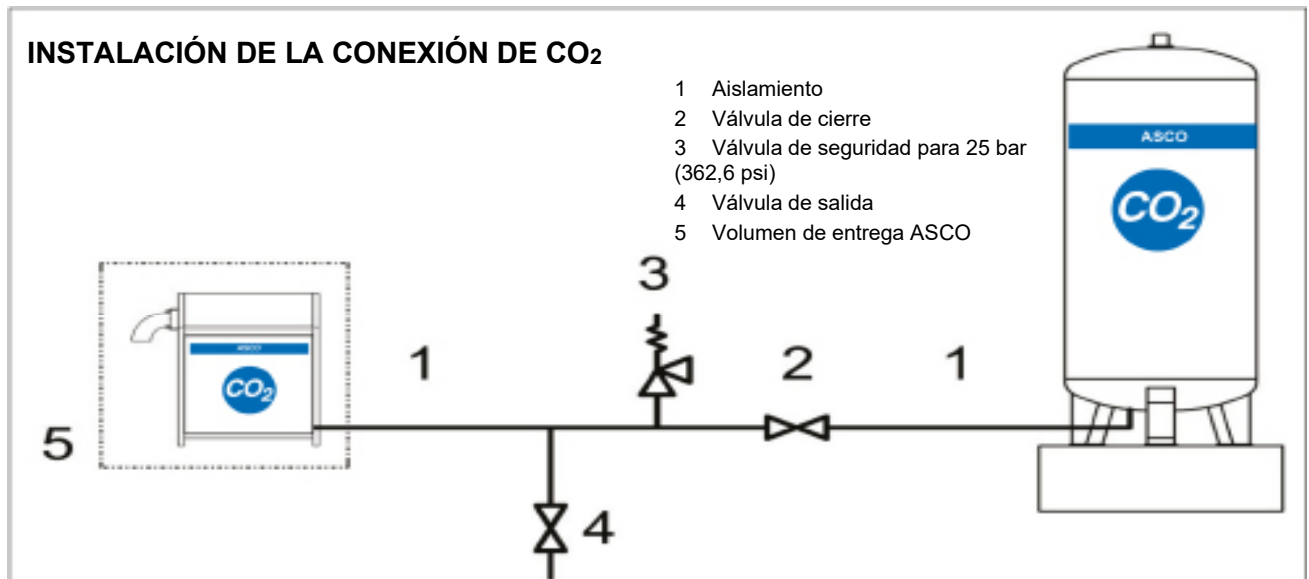 INSTALACIÓN DE LA CONEXIÓN DE CO2
1 Aislamiento
2 Válvula de cierre
3 Válvula de seguridad para 25 bar
(362,6 psi)
4 Válvula de salida
5 Volumen de entrega ASCO
ASCO
CO2
3
ASCO
CO2
1
2
1
5
4